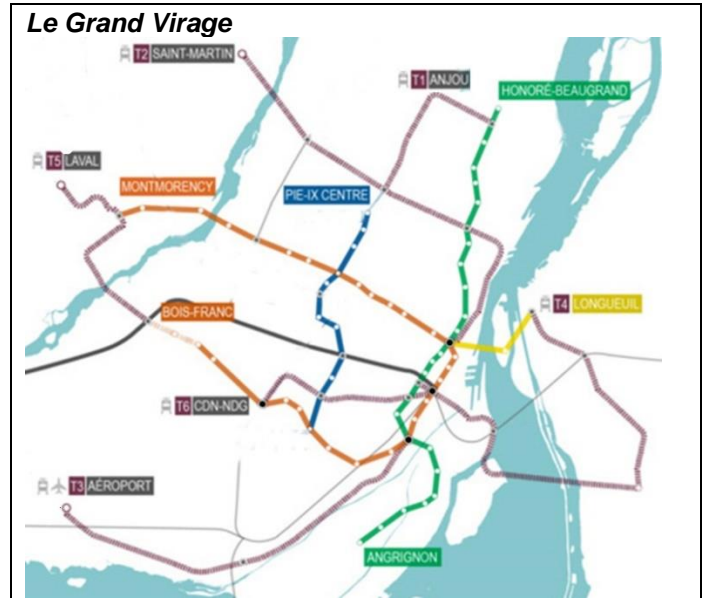 Le Grand Virage
T2 SAINT-MARTIN
T1 ANJOU
HONORÉ-BEAUGRAND
T5 LAVAL
MONTMORENCY
PIE-IX CENTRE
BOIS-FRANC
T4 LONGUEUIL
T6 CDN-NDG
T3 AÉROPORT
ANGRIGNON